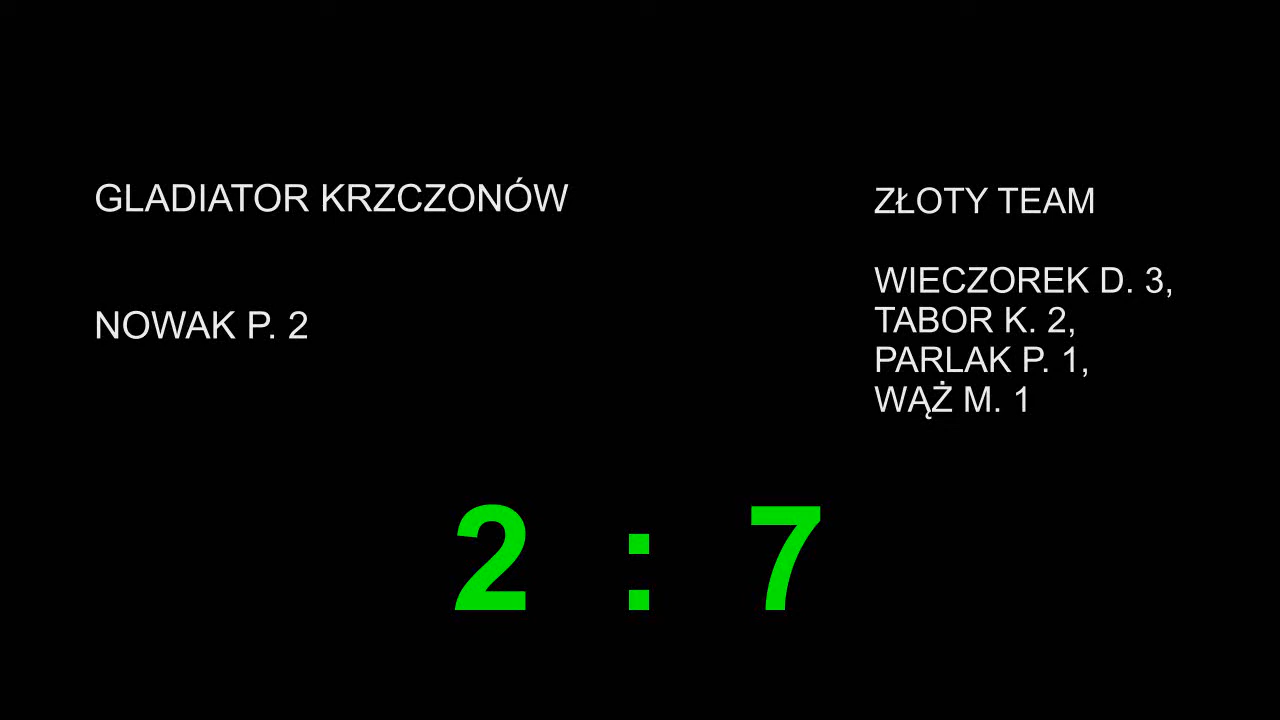 GLADIATOR KRZCZONÓW
NOWAK P. 2
ZŁOTY TEAM
WIECZOREK D. 3,
TABOR K. 2,
PARLAK P. 1,
WĄŻ M. 1
2 : 7